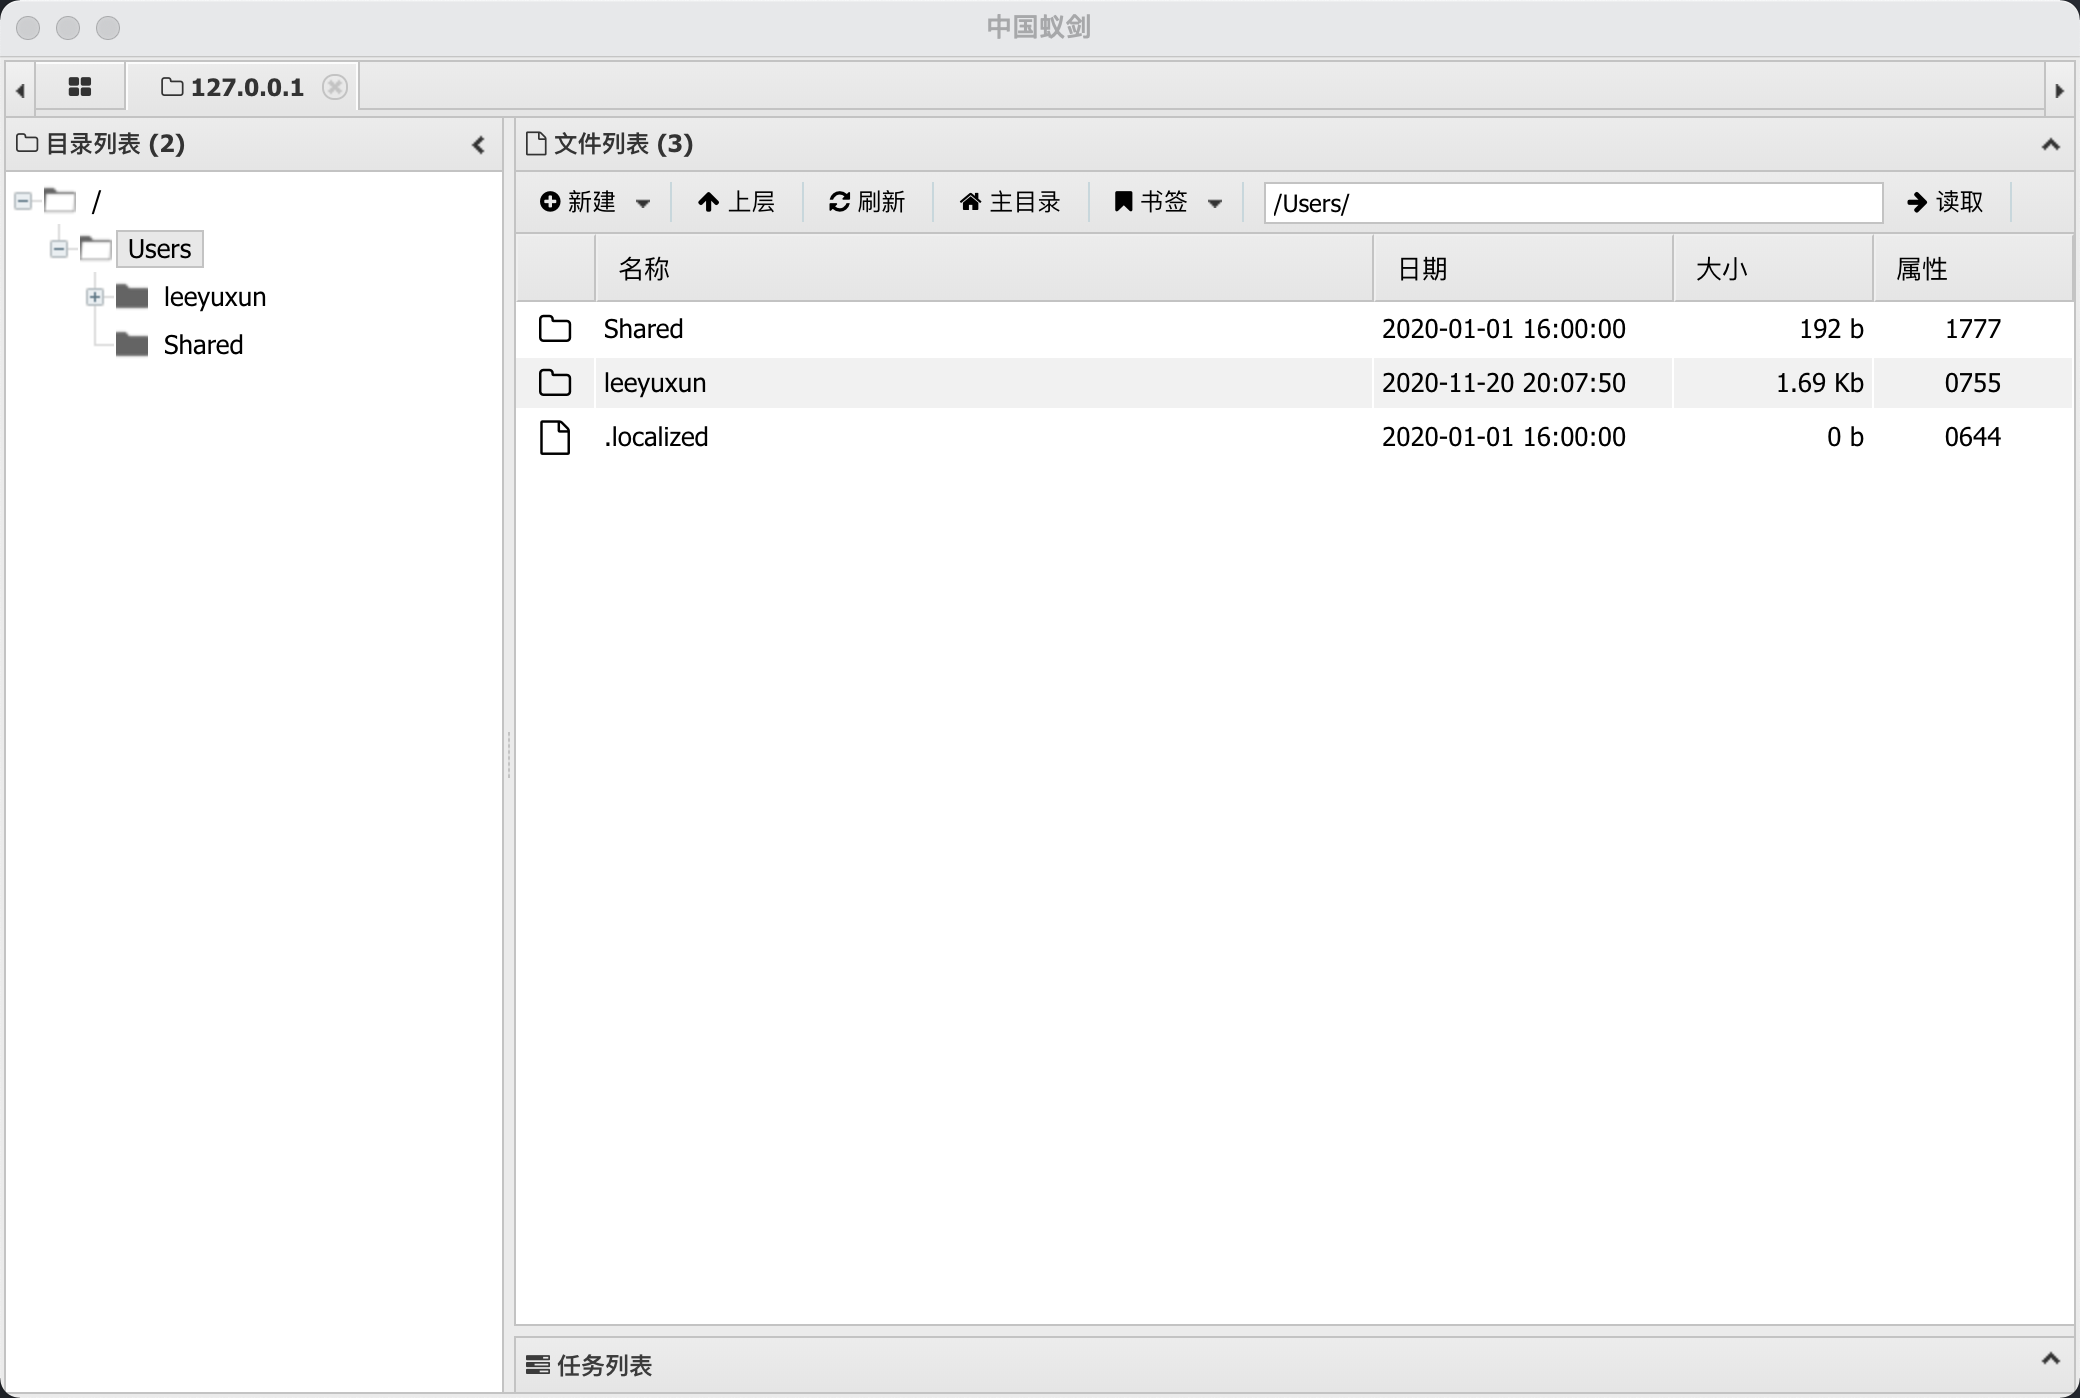 中国蚁剑
127.0.0.1
目录列表 (2)
/
Users
leeyuxun
Shared
文件列表 (3)
新建 上层 刷新 主目录 书签 /Users/ 读取
名称 日期 大小 属性
Shared 2020-01-01 16:00:00 192 b 1777
leeyuxun 2020-11-20 20:07:50 1.69 Kb 0755
.localized 2020-01-01 16:00:00 0 b 0644
任务列表